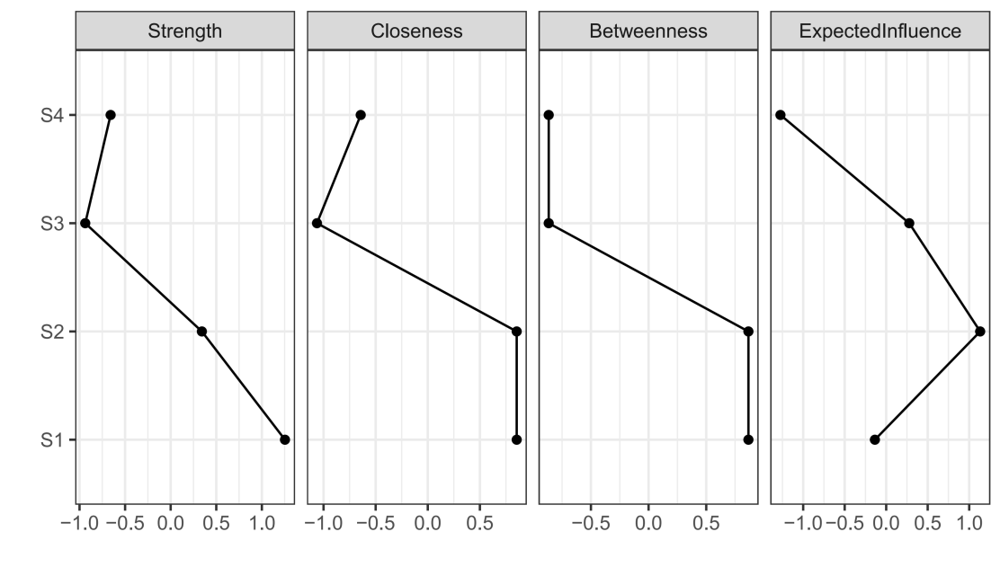 Strength Closeness Betweenness ExpectedInfluence
S4
S3
S2
S1
−1.0 −0.5 0.0 0.5 1.0 −1.0 −0.5 0.0 0.5 −0.5 0.0 0.5 −1.0 −0.5 0.0 0.5 1.0